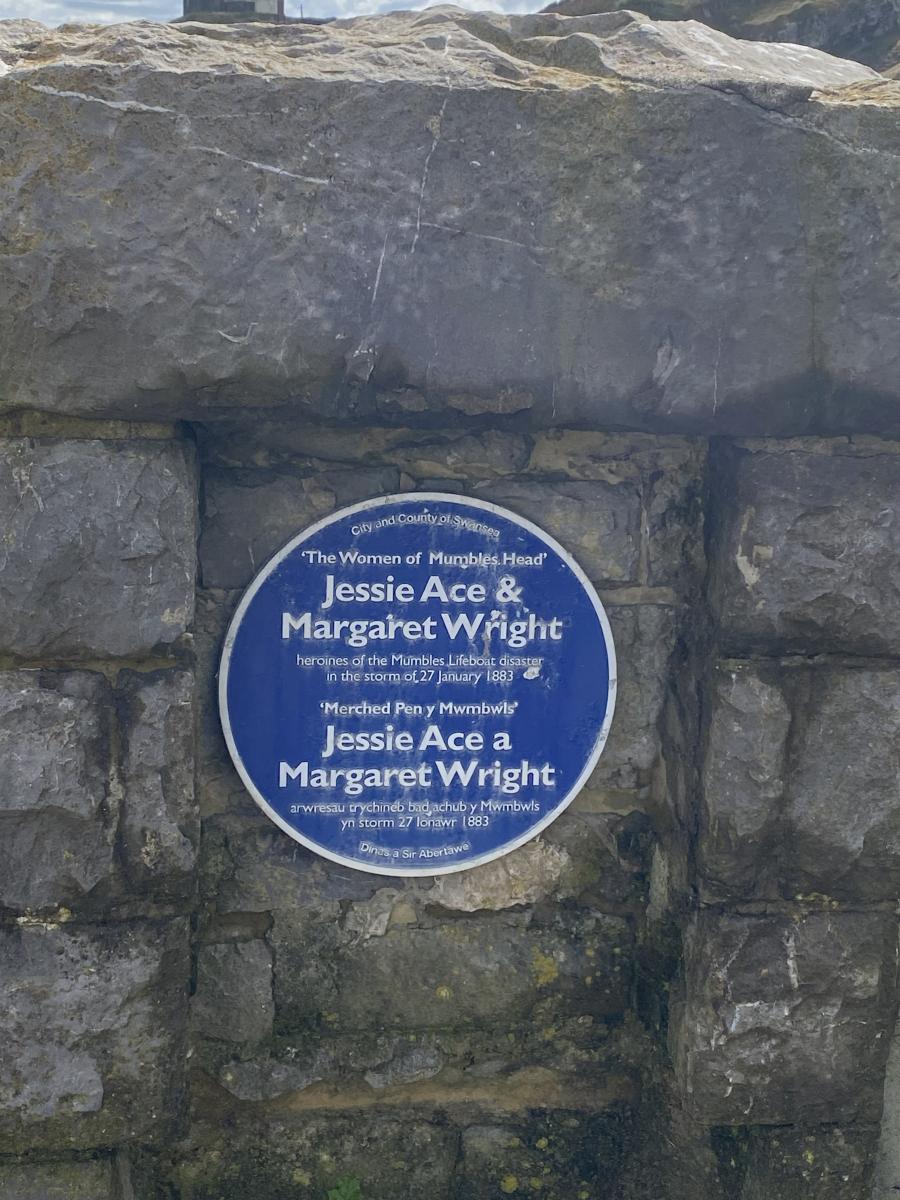 City and County of Swansea
‘The Women of Mumbles Head’
Jessie Ace &
Margaret Wright
heroines of the Mumbles Lifeboat disaster
in the storm of 27 January 1883
‘Merched Pen y Mwmbwls’
Jessie Ace a
Margaret Wright
arwresau trychineb bad achub y Mwmbwls
yn storm 27 Ionawr 1883
Dinas a Sir Abertawe